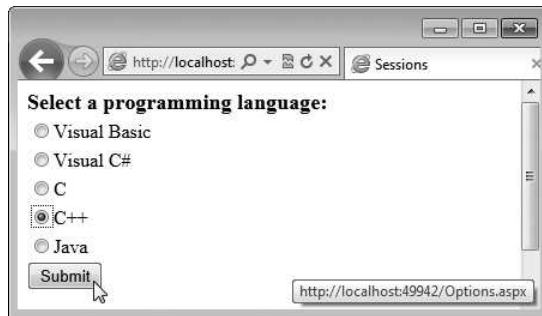 http://localhost:
Sessions
Select a programming language:
Visual Basic
Visual C#
C
C++
Java
Submit
http://localhost:49942/Options.aspx